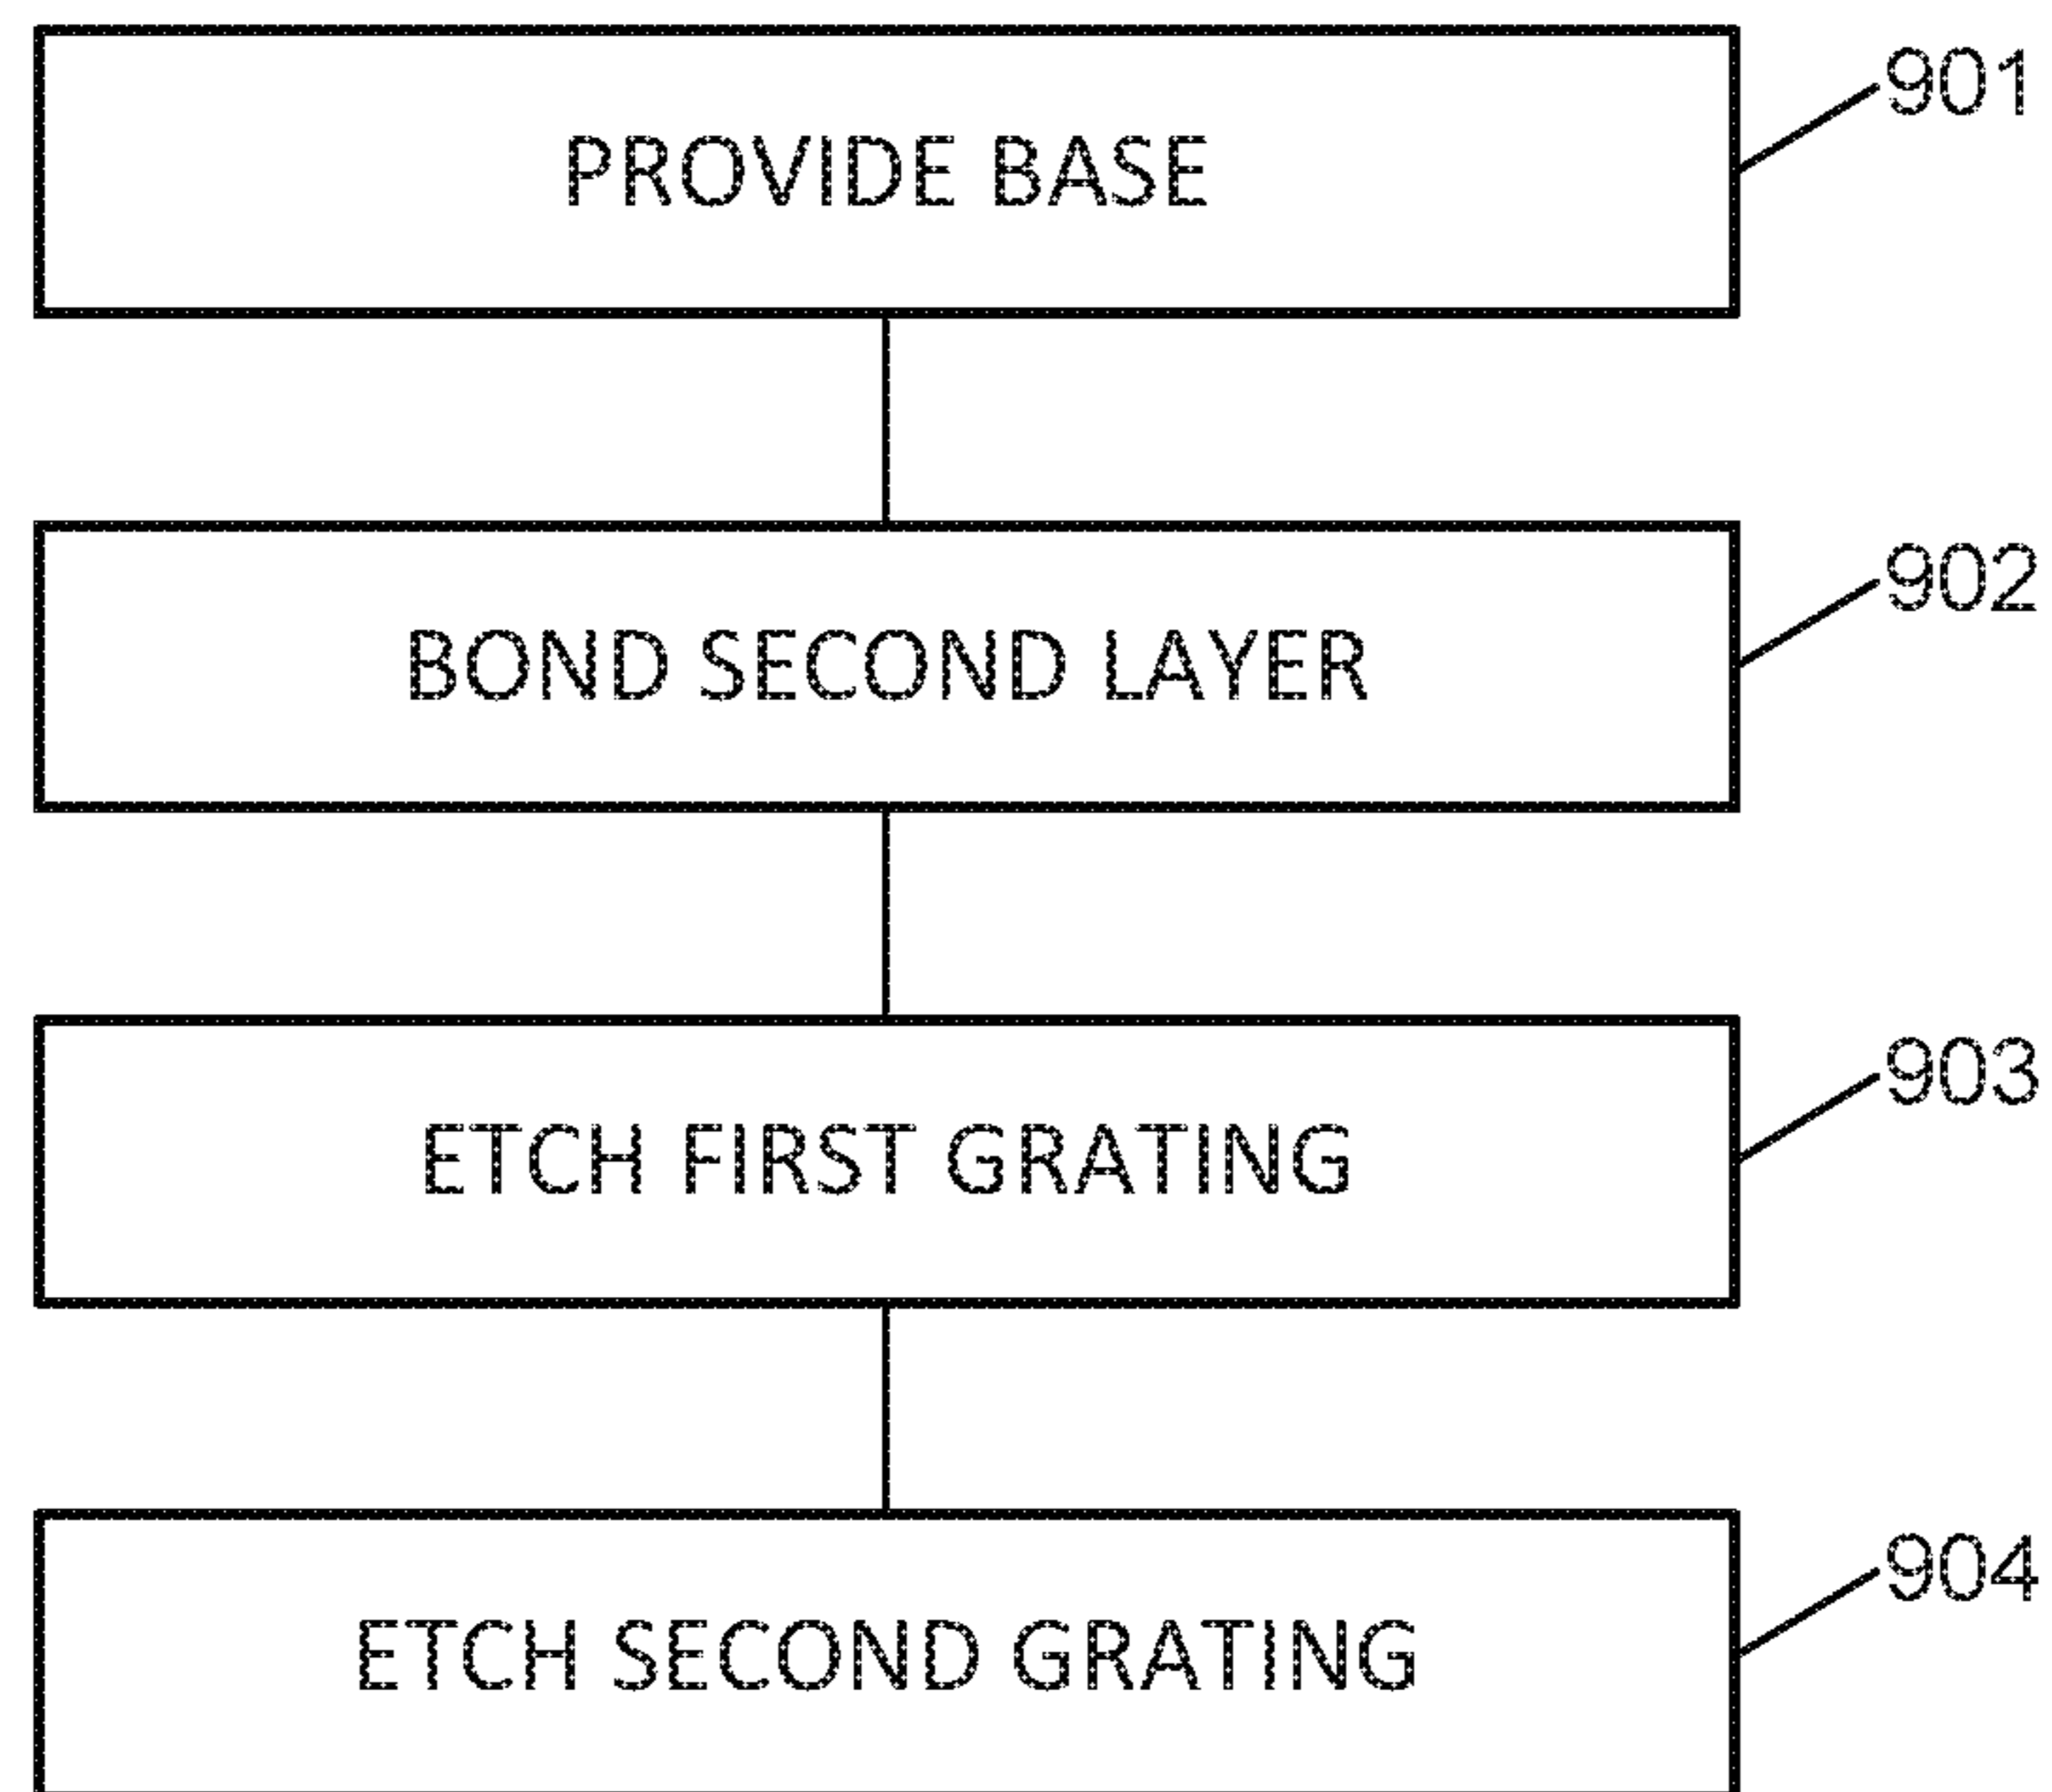 PROVIDE BASE
901
BOND SECOND LAYER
902
ETCH FIRST GRATING
903
ETCH SECOND GRATING
904